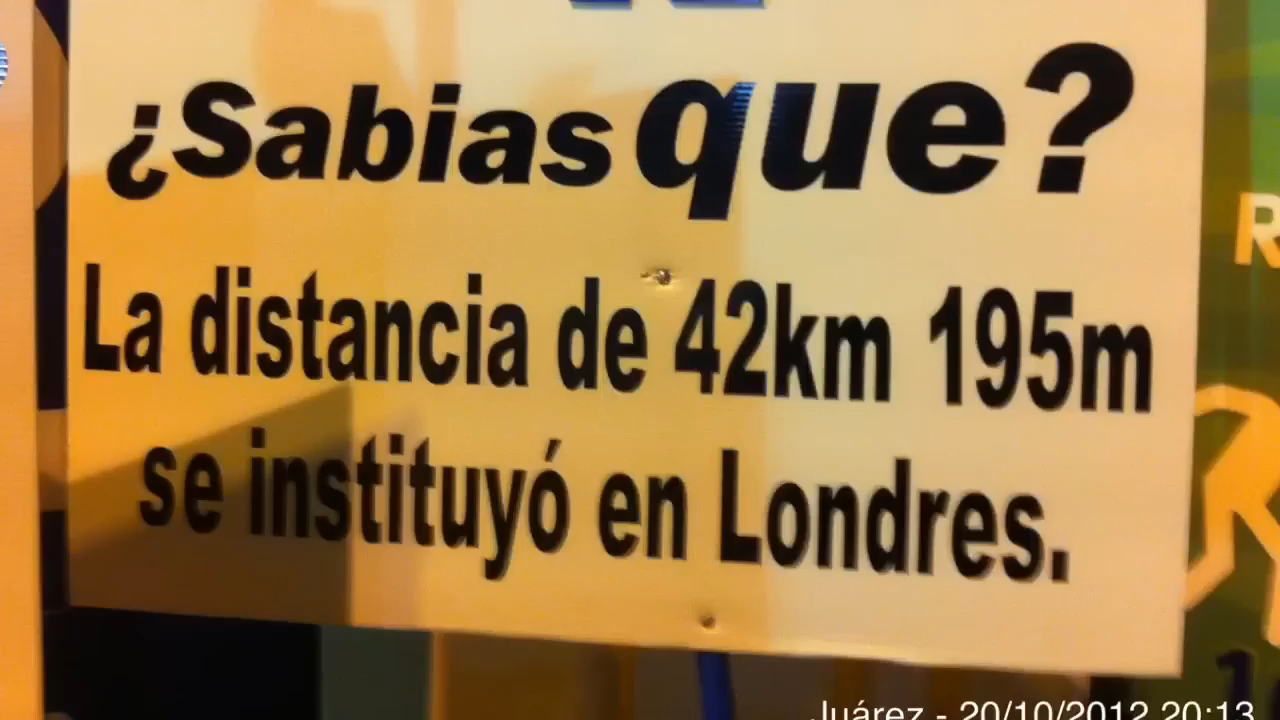 ¿Sabias que?
La distancia de 42km 195m
se instituyó en Londres.
Juárez - 20/10/2012 20:13